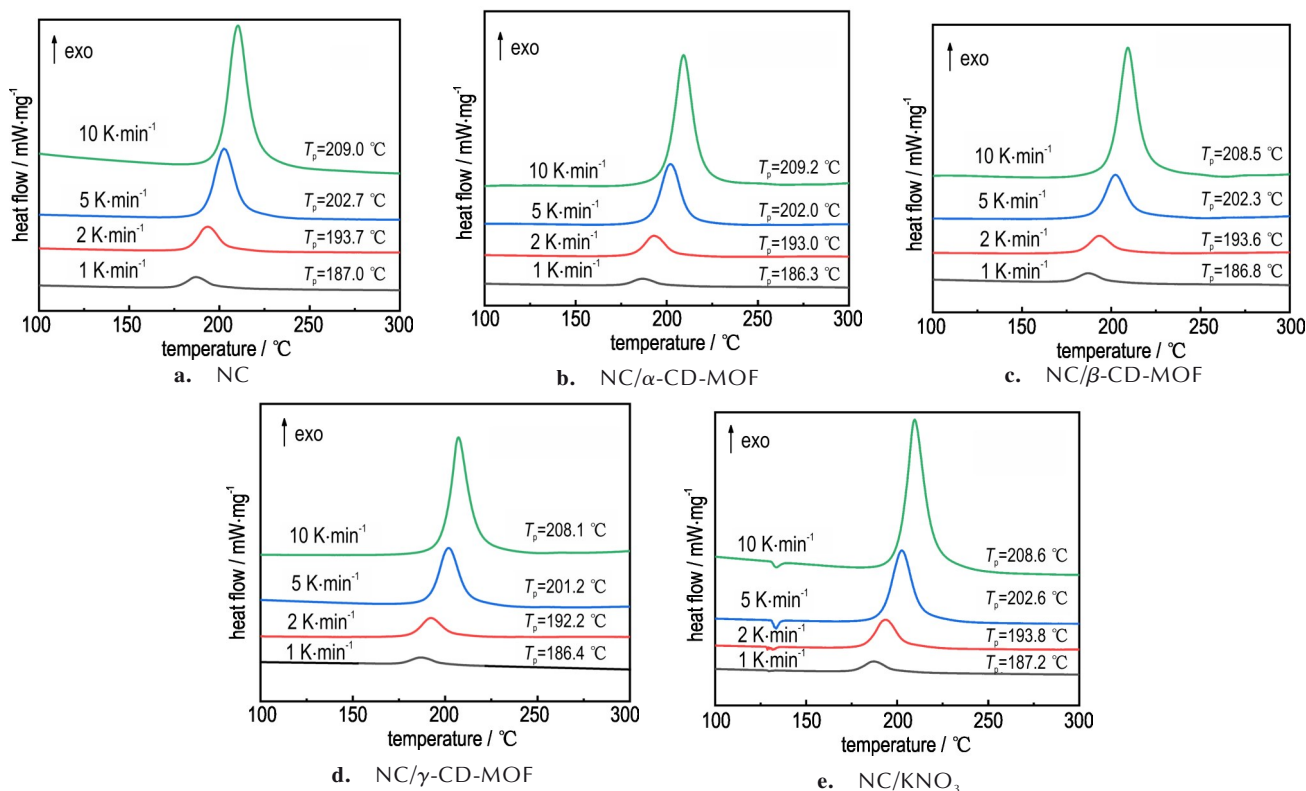 exo
heat flow / mW·mg⁻¹
10 K·min⁻¹
Tp=209.0 ℃
5 K·min⁻¹
Tp=202.7 ℃
2 K·min⁻¹
Tp=193.7 ℃
1 K·min⁻¹
Tp=187.0 ℃
100 150 200 250 300
temperature / ℃
a. NC
exo
heat flow / mW·mg⁻¹
10 K·min⁻¹
Tp=209.2 ℃
5 K·min⁻¹
Tp=202.0 ℃
2 K·min⁻¹
Tp=193.0 ℃
1 K·min⁻¹
Tp=186.3 ℃
100 150 200 250 300
temperature / ℃
b. NC/α-CD-MOF
exo
heat flow / mW·mg⁻¹
10 K·min⁻¹
Tp=208.5 ℃
5 K·min⁻¹
Tp=202.3 ℃
2 K·min⁻¹
Tp=193.6 ℃
1 K·min⁻¹
Tp=186.8 ℃
100 150 200 250 300
temperature / ℃
c. NC/β-CD-MOF
exo
heat flow / mW·mg⁻¹
10 K·min⁻¹
Tp=208.1 ℃
5 K·min⁻¹
Tp=201.2 ℃
2 K·min⁻¹
Tp=192.2 ℃
1 K·min⁻¹
Tp=186.4 ℃
100 150 200 250 300
temperature / ℃
d. NC/γ-CD-MOF
exo
heat flow / mW·mg⁻¹
10 K·min⁻¹
Tp=208.6 ℃
5 K·min⁻¹
Tp=202.6 ℃
2 K·min⁻¹
Tp=193.8 ℃
1 K·min⁻¹
Tp=187.2 ℃
100 150 200 250 300
temperature / ℃
e. NC/KNO₃